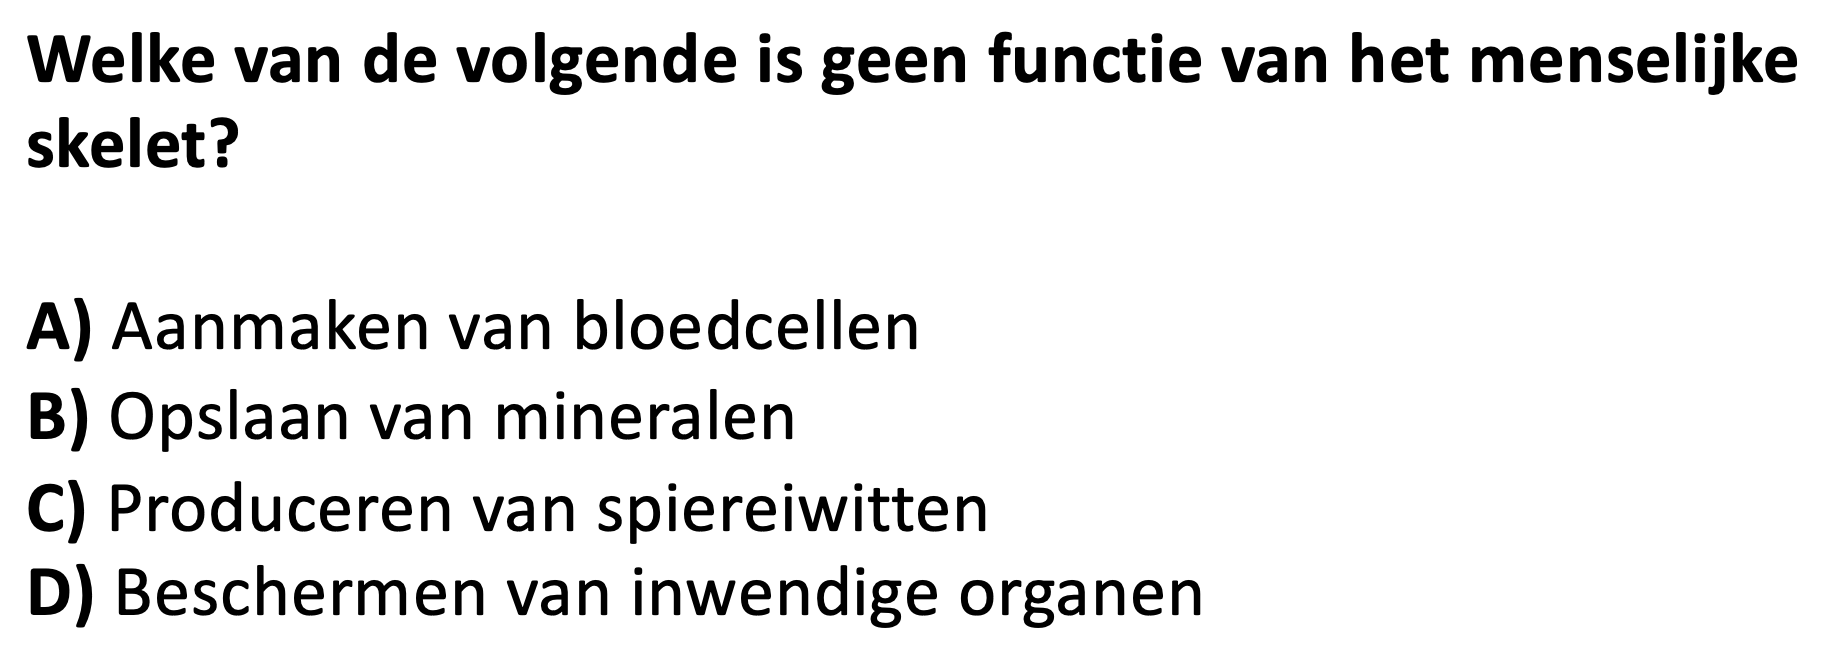 Welke van de volgende is geen functie van het menselijke
skelet?
A) Aanmaken van bloedcellen
B) Opslaan van mineralen
C) Produceren van spiereiwitten
D) Beschermen van inwendige organen